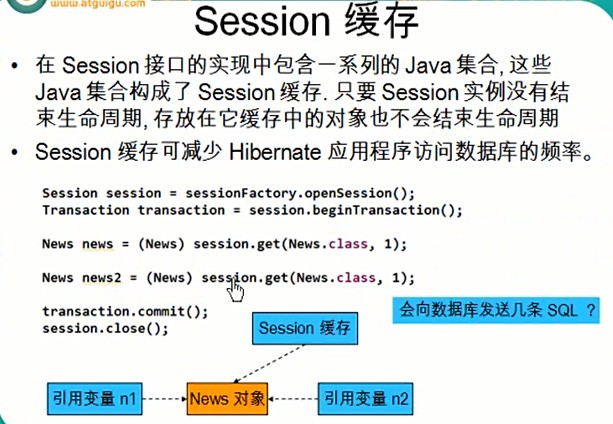 www.atguigu.com
Session 缓存
• 在 Session 接口的实现中包含一系列的 Java 集合, 这些
Java 集合构成了 Session 缓存. 只要 Session 实例没有结
束生命周期, 存放在它缓存中的对象也不会结束生命周期
• Session 缓存可减少 Hibernate 应用程序访问数据库的频率。
Session session = sessionFactory.openSession();
Transaction transaction = session.beginTransaction();
News news = (News) session.get(News.class, 1);
News news2 = (News) session.get(News.class, 1);
transaction.commit();
session.close();
会向数据库发送几条 SQL ？
Session 缓存
引用变量 n1
News 对象
引用变量 n2